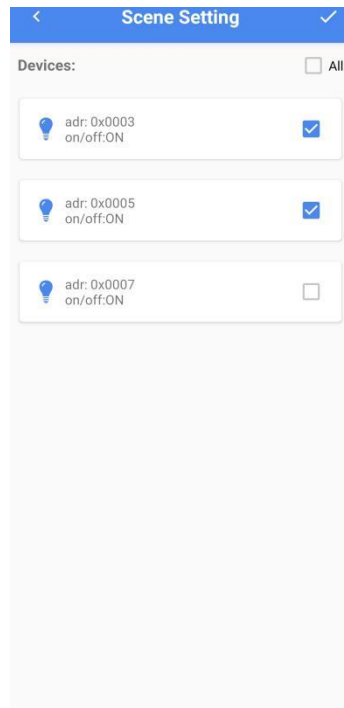 Scene Setting
Devices:
All
adr: 0x0003
on/off:ON
adr: 0x0005
on/off:ON
adr: 0x0007
on/off:ON